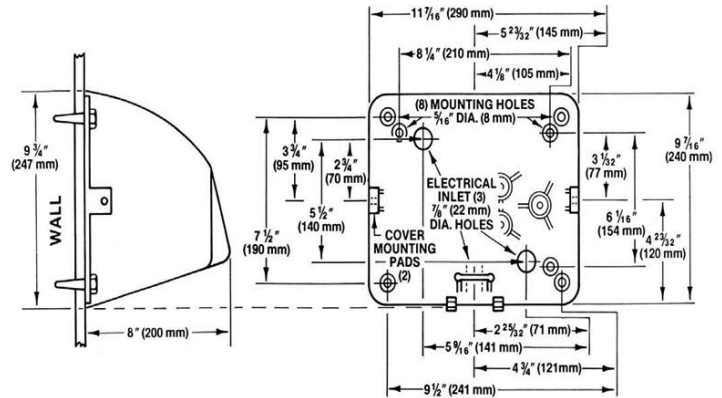 11 7/16" (290 mm)
5 23/32" (145 mm)
8 1/4" (210 mm)
4 1/8" (105 mm)
(8) MOUNTING HOLES
5/16" DIA. (8 mm)
9 3/4"
(247 mm)
WALL
8" (200 mm)
7 1/2"
(190 mm)
3 3/4"
(95 mm)
5 1/2"
(140 mm)
2 3/4"
(70 mm)
ELECTRICAL
INLET (3)
7/8" (22 mm)
DIA. HOLES
COVER
MOUNTING
PADS
(2)
3 1/32"
(77 mm)
6 1/16"
(154 mm)
9 7/16"
(240 mm)
4 23/32"
(120 mm)
2 25/32" (71 mm)
5 9/16" (141 mm)
4 3/4" (121mm)
9 1/2" (241 mm)